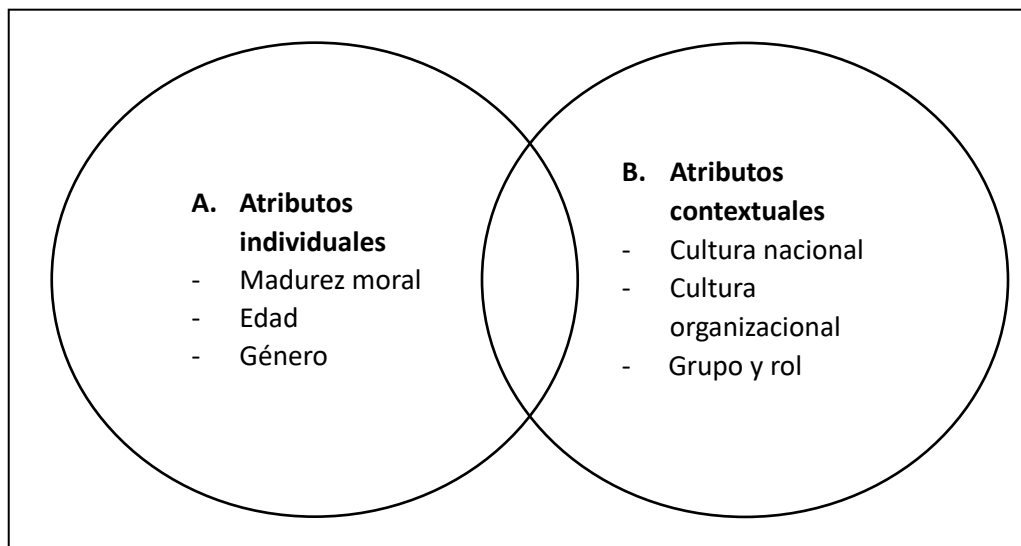 A. Atributos
individuales
- Madurez moral
- Edad
- Género
B. Atributos
contextuales
- Cultura nacional
- Cultura
organizacional
- Grupo y rol